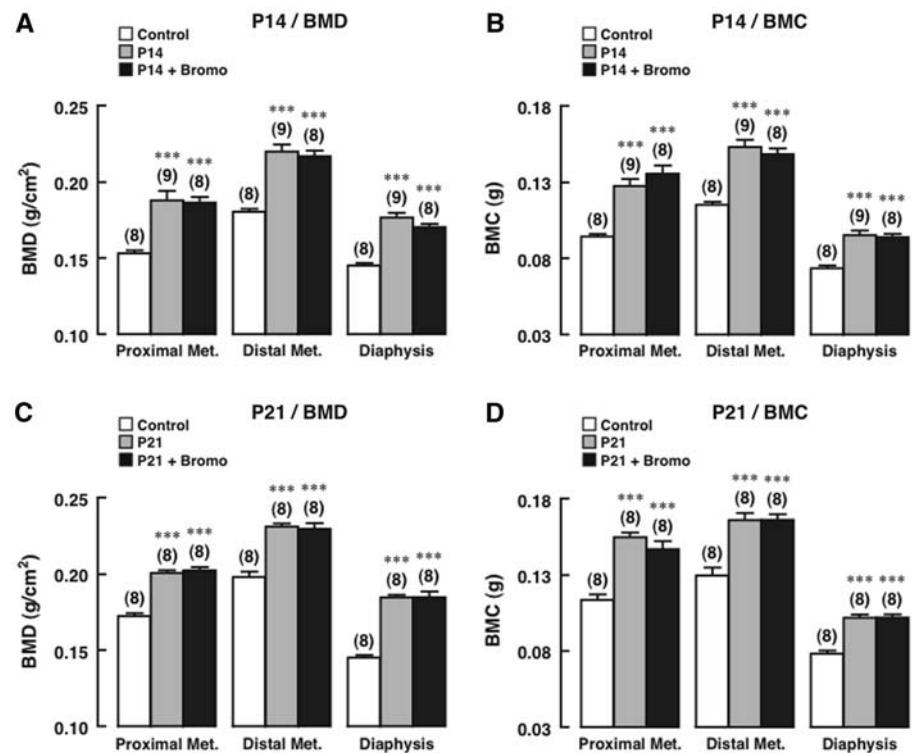 A
P14 / BMD
Control
P14
P14 + Bromo
BMD (g/cm²)
0.25
0.20
0.15
0.10
(8)
***
(9)
***
(8)
(8)
***
(9)
***
(8)
(8)
***
(9)
***
(8)
Proximal Met. Distal Met. Diaphysis
B
P14 / BMC
Control
P14
P14 + Bromo
BMC (g)
0.18
0.13
0.08
0.03
(8)
***
(9)
***
(8)
(8)
***
(9)
***
(8)
(8)
***
(9)
***
(8)
Proximal Met. Distal Met. Diaphysis
C
P21 / BMD
Control
P21
P21 + Bromo
BMD (g/cm²)
0.25
0.20
0.15
0.10
(8)
***
(8)
***
(8)
(8)
***
(8)
***
(8)
(8)
***
(8)
***
(8)
Proximal Met. Distal Met. Diaphysis
D
P21 / BMC
Control
P21
P21 + Bromo
BMC (g)
0.18
0.13
0.08
0.03
(8)
***
(8)
***
(8)
(8)
***
(8)
***
(8)
(8)
***
(8)
***
(8)
Proximal Met. Distal Met. Diaphysis